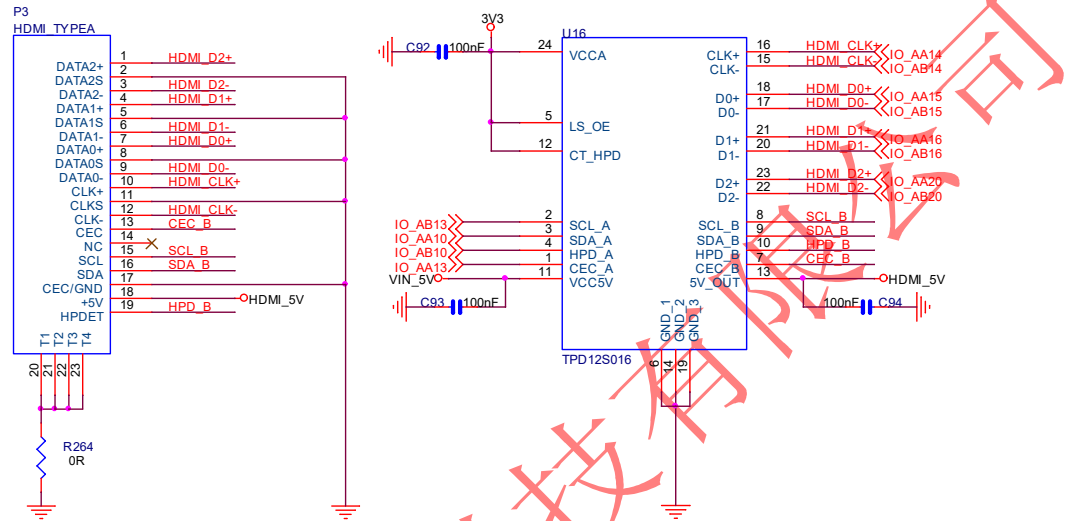 P3
HDMI_TYPEA
DATA2+ 1 HDMI_D2+
DATA2S 2
DATA2- 3 HDMI_D2-
DATA1+ 4 HDMI_D1+
DATA1S 5
DATA1- 6 HDMI_D1-
DATA0+ 7 HDMI_D0+
DATA0S 8
DATA0- 9 HDMI_D0-
CLK+ 10 HDMI_CLK+
CLKS 11
CLK- 12 HDMI_CLK-
CEC 13 CEC_B
NC 14
SCL 15 SCL_B
SDA 16 SDA_B
CEC/GND 17
+5V 18 HDMI_5V
HPDET 19 HPD_B
T1 T2 T3 T4
20 21 22 23
R264
0R
3V3
C92 100nF
U16
24 VCCA
5 LS_OE
12 CT_HPD
IO_AB13 2 SCL_A
IO_AA10 3 SDA_A
IO_AB10 4 HPD_A
IO_AA13 1 CEC_A
VIN_5V 11 VCC5V
C93 100nF
CLK+ 16 HDMI_CLK+ IO_AA14
CLK- 15 HDMI_CLK- IO_AB14
D0+ 18 HDMI_D0+ IO_AA15
D0- 17 HDMI_D0- IO_AB15
D1+ 21 HDMI_D1+ IO_AA16
D1- 20 HDMI_D1- IO_AB16
D2+ 23 HDMI_D2+ IO_AA20
D2- 22 HDMI_D2- IO_AB20
SCL_B 8 SCL_B
SDA_B 9 SDA_B
HPD_B 10 HPD_B
CEC_B 7 CEC_B
5V_OUT 13 HDMI_5V
100nF C94
GND_1 GND_2 GND_3
6 14 19
TPD12S016
技有限公司